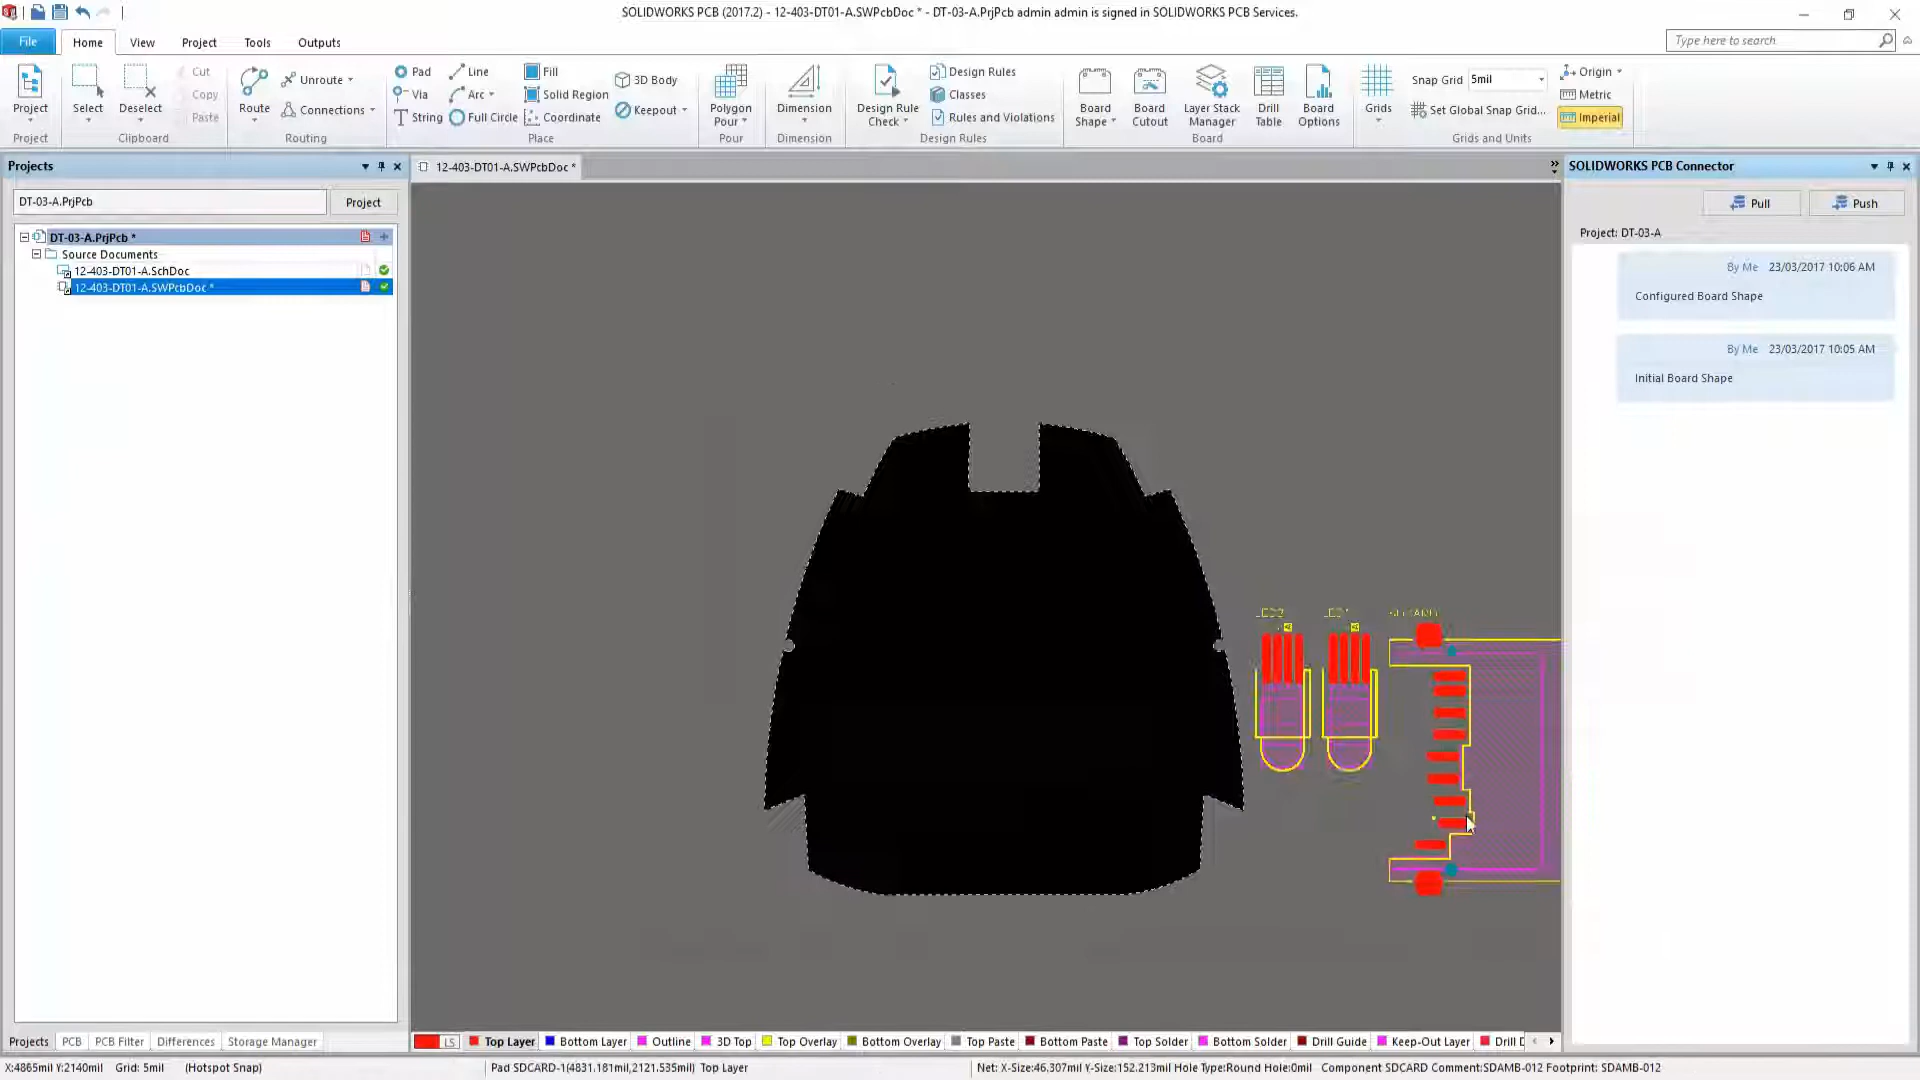 SOLIDWORKS PCB (2017.2) - 12-403-DT01-A.SWPcbDoc * - DT-03-A.PrjPcb admin admin is signed in SOLIDWORKS PCB Services.
File
Home
View
Project
Tools
Outputs
Type here to search.
Project
Select
Deselect
Cut
Copy
Paste
Route
Unroute
Connections
Pad
Via
String
Line
Arc
Full Circle
Fill
Solid Region
Coordinate
3D Body
Keepout
Polygon Pour
Dimension
Design Rule Check
Design Rules
Classes
Rules and Violations
Board Shape
Board Cutout
Layer Stack Manager
Drill Table
Board Options
Grids
Snap Grid 5mil
Set Global Snap Grid...
Origin
Metric
Imperial
Project
Clipboard
Routing
Place
Pour
Dimension
Design Rules
Board
Grids and Units
Projects
12-403-DT01-A.SWPcbDoc *
SOLIDWORKS PCB Connector
DT-03-A.PrjPcb
Project
Pull
Push
DT-03-A.PrjPcb *
Source Documents
12-403-DT01-A.SchDoc
12-403-DT01-A.SWPcbDoc *
Project: DT-03-A
By Me 23/03/2017 10:06 AM
Configured Board Shape
By Me 23/03/2017 10:05 AM
Initial Board Shape
Projects
PCB
PCB Filter
Differences
Storage Manager
LS
Top Layer
Bottom Layer
Outline
3D Top
Top Overlay
Bottom Overlay
Top Paste
Bottom Paste
Top Solder
Bottom Solder
Drill Guide
Keep-Out Layer
X:4865mil Y:2140mil Grid: 5mil (Hotspot Snap)
Pad SDCARD-1(4831.181mil,2121.535mil) Top Layer
Net: X-Size:46.307mil Y-Size:152.213mil Hole Type:Round Hole:0mil Component SDCARD Comment:SDAMB-012 Footprint: SDAMB-012